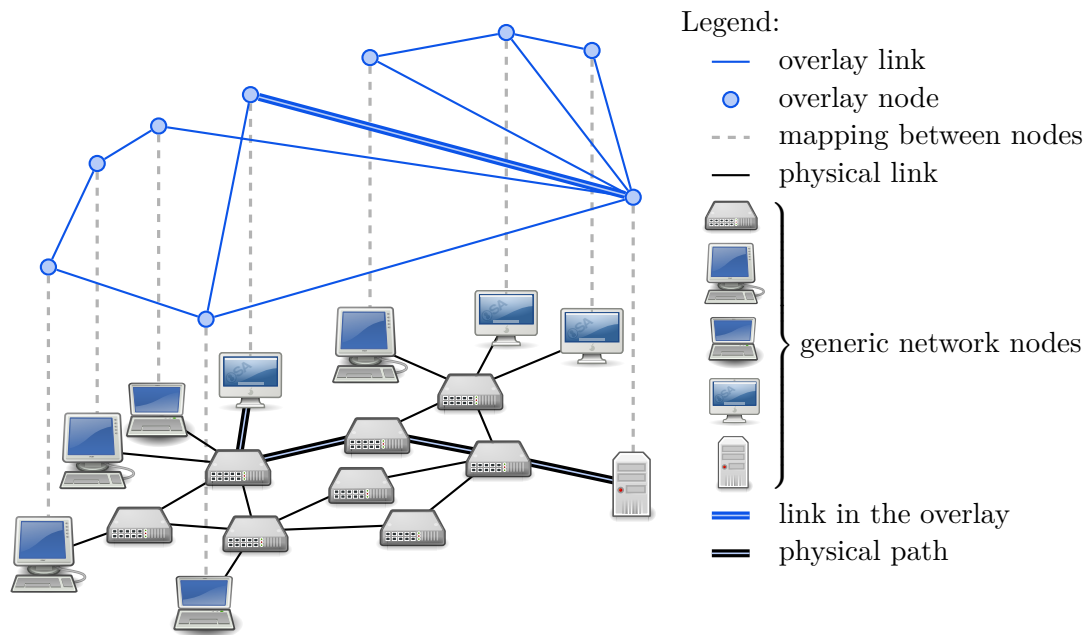 Legend:
overlay link
overlay node
mapping between nodes
physical link
generic network nodes
link in the overlay
physical path